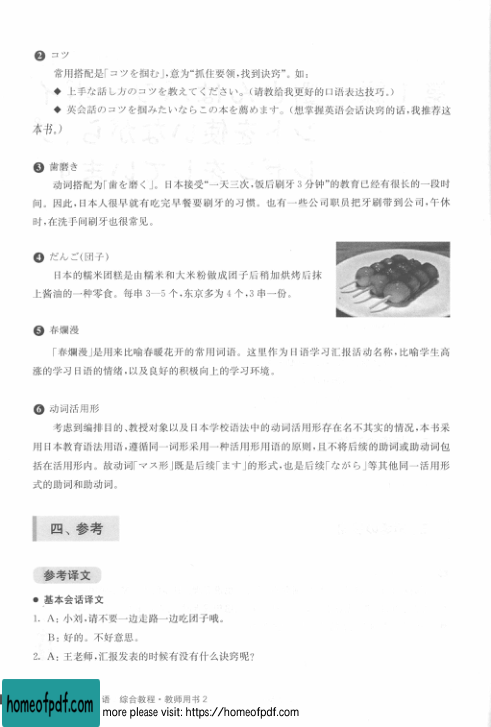 ❷ コツ
常用搭配是「コツを掴む」,意为“抓住要领,找到诀窍”。如:
◆ 上手な話し方のコツを教えてください。(请教给我更好的口语表达技巧。)
◆ 英会話のコツを掴みたいならこの本を薦めます。(想掌握英语会话诀窍的话,我推荐这
本书。)
❸ 歯磨き
动词搭配为「歯を磨く」。日本接受“一天三次,饭后刷牙 3 分钟”的教育已经有很长的一段时
间。因此,日本人很早就有吃完早餐要刷牙的习惯。也有一些公司职员把牙刷带到公司,午休
时,在洗手间刷牙也很常见。
❹ だんご(団子)
日本的糯米团糕是由糯米和大米粉做成团子后稍加烘烤后抹
上酱油的一种零食。每串 3—5 个,东京多为 4 个,3 串一份。
❺ 春爛漫
「春爛漫」是用来比喻春暖花开的常用词语。这里作为日语学习汇报活动名称,比喻学生高
涨的学习日语的情绪,以及良好的积极向上的学习环境。
❻ 动词活用形
考虑到编排目的、教授对象以及日本学校语法中的动词活用形存在名不其实的情况,本书采
用日本教育语法用语,遵循同一词形采用一种活用形用语的原则,且不将后续的助词或助动词包
括在活用形内。故动词「マス形」既是后续「ます」的形式,也是后续「ながら」等其他同一活用形
式的助词和助动词。
四、参考
参考译文
● 基本会话译文
1. A: 小刘,请不要一边走路一边吃团子哦。
B: 好的。不好意思。
2. A: 王老师,汇报发表的时候有没有什么诀窍呢?
语 综合教程·教师用书 2
homeofpdf.com
more please visit: https://homeofpdf.com